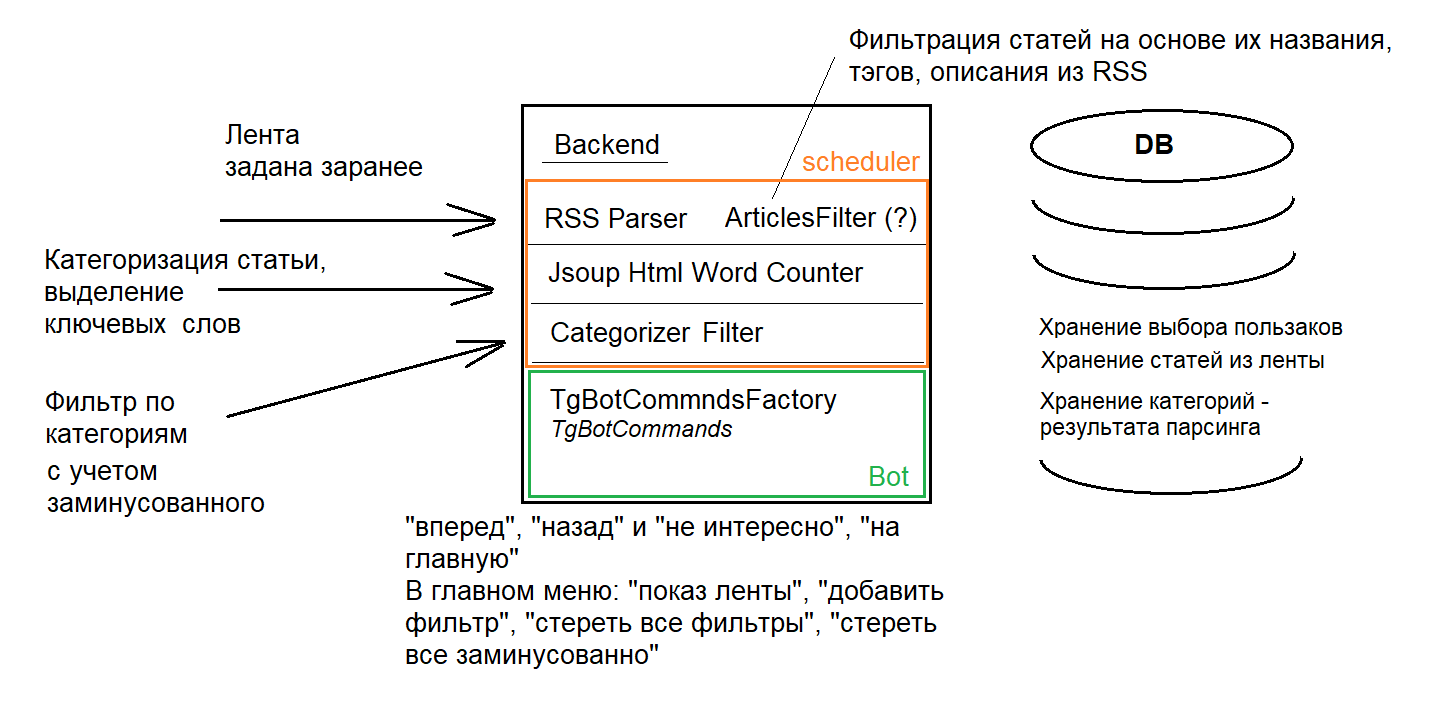 Фильтрация статей на основе их названия,
тэгов, описания из RSS
Лента
задана заранее
Backend
scheduler
DB
RSS Parser
ArticlesFilter (?)
Категоризация статьи,
выделение
ключевых слов
Jsoup Html Word Counter
Categorizer Filter
Хранение выбора пользаков
Хранение статей из ленты
Хранение категорий -
результата парсинга
Фильтр по
категориям
с учетом
заминусованного
TgBotCommndsFactory
TgBotCommands
Bot
"вперед", "назад" и "не интересно", "на
главную"
В главном меню: "показ ленты", "добавить
фильтр", "стереть все фильтры", "стереть
все заминусованно"